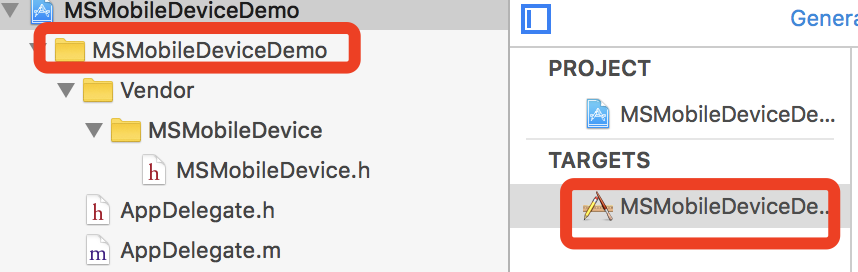 MSMobileDeviceDemo
MSMobileDeviceDemo
Vendor
MSMobileDevice
h MSMobileDevice.h
h AppDelegate.h
m AppDelegate.m
Genera
PROJECT
MSMobileDeviceDe...
TARGETS
MSMobileDeviceDe..